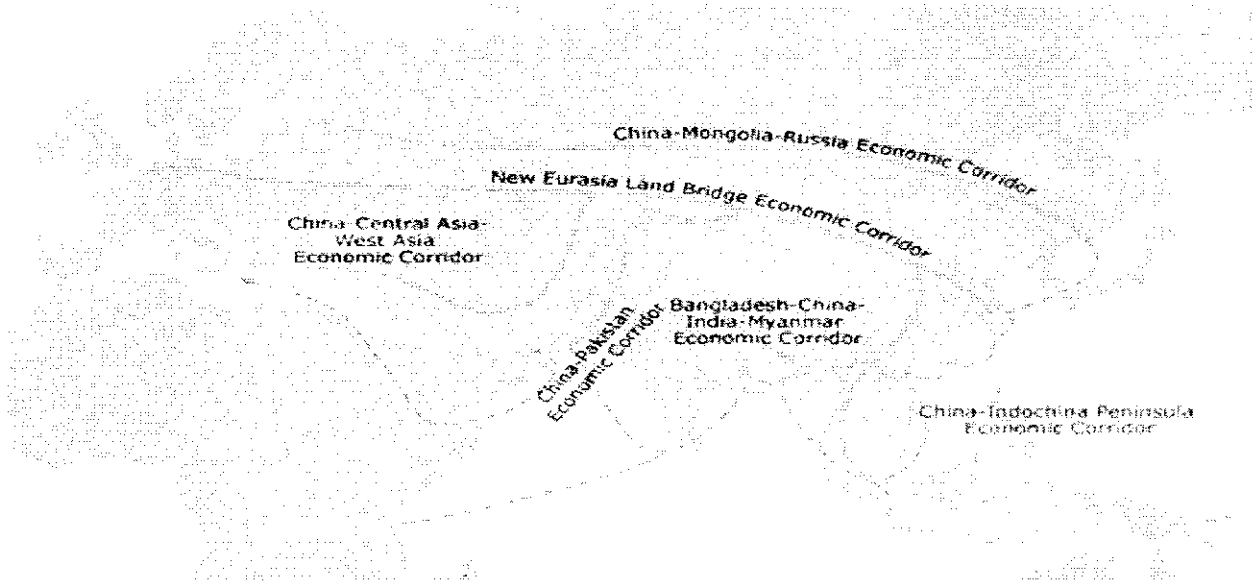 China-Mongolia-Russia Economic Corridor
New Eurasia Land Bridge Economic Corridor
China-Central Asia-
West Asia
Economic Corridor
China-Pakistan
Economic Corridor
Bangladesh-China-
India-Myanmar
Economic Corridor
China-Indochina Peninsula
Economic Corridor